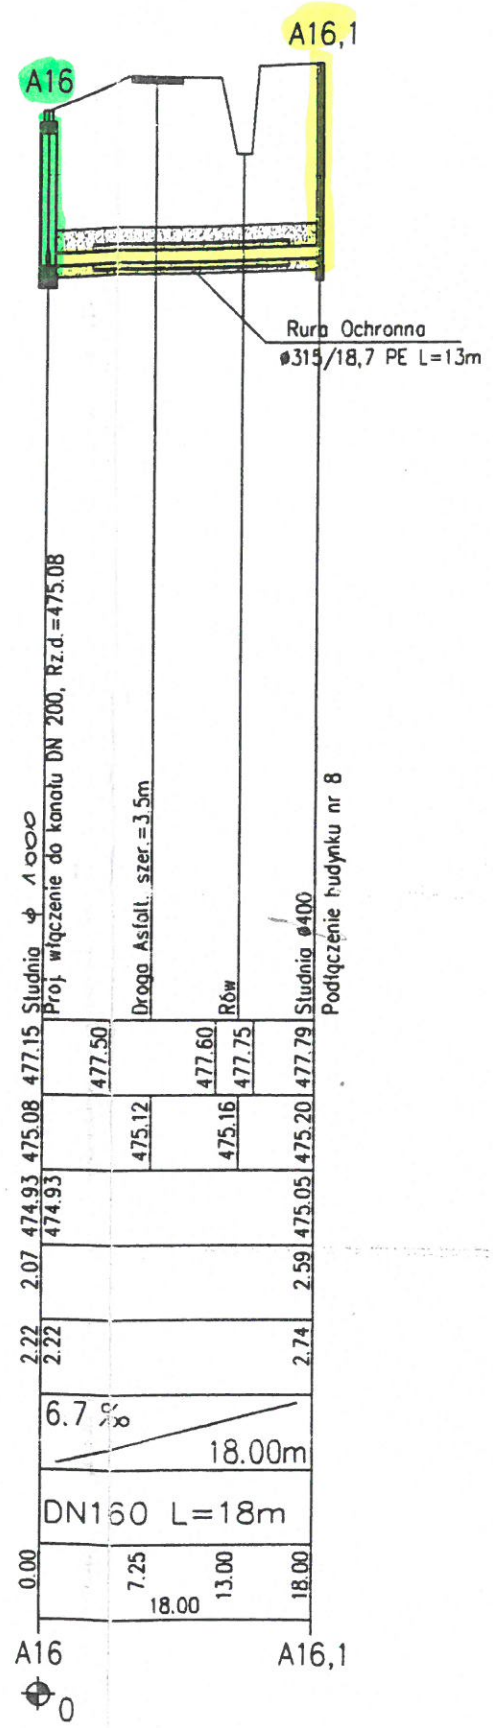 A16,1
A16
Rura Ochronna
ø315/18,7 PE L=13m
Studnia ϕ 1000
Proj. włączenie do kanału DN 200, Rz.d.=475.08
Droga Asfalt. szer.=3.5m
Rów
Studnia ø400
Podłączenie budynku nr 8
477.15 477.50 477.60 477.75 477.79
475.08 475.12 475.16 475.20
474.93 474.93 475.05
2.07 2.59
2.22 2.22 2.74
6.7 ‰
18.00m
DN160 L=18m
0.00 7.25 13.00 18.00
18.00
A16 A16,1
0